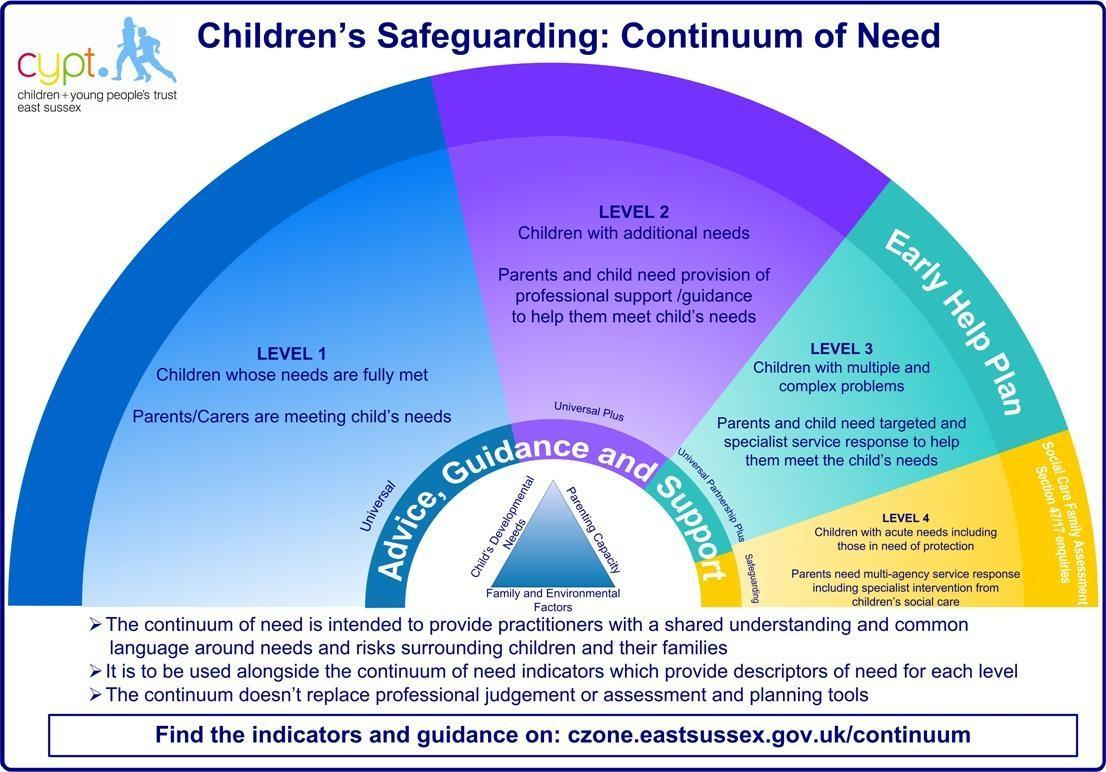 Children's Safeguarding: Continuum of Need
cypt.
children+young people's trust
east sussex
LEVEL 1
Children whose needs are fully met
Parents/Carers are meeting child's needs
LEVEL 2
Children with additional needs
Parents and child need provision of
professional support /guidance
to help them meet child's needs
Early Help Plan
LEVEL 3
Children with multiple and
complex problems
Parents and child need targeted and
specialist service response to help
them meet the child's needs
Social Care Family Assessment
Section 47/17 enquiries
LEVEL 4
Children with acute needs including
those in need of protection
Parents need multi-agency service response
including specialist intervention from
children's social care
Universal
Universal Plus
Universal Partnership Plus
Safeguarding
Advice, Guidance and Support
Child's Developmental
Needs
Parenting Capacity
Family and Environmental
Factors
➢The continuum of need is intended to provide practitioners with a shared understanding and common
language around needs and risks surrounding children and their families
➢It is to be used alongside the continuum of need indicators which provide descriptors of need for each level
➢The continuum doesn't replace professional judgement or assessment and planning tools
Find the indicators and guidance on: czone.eastsussex.gov.uk/continuum